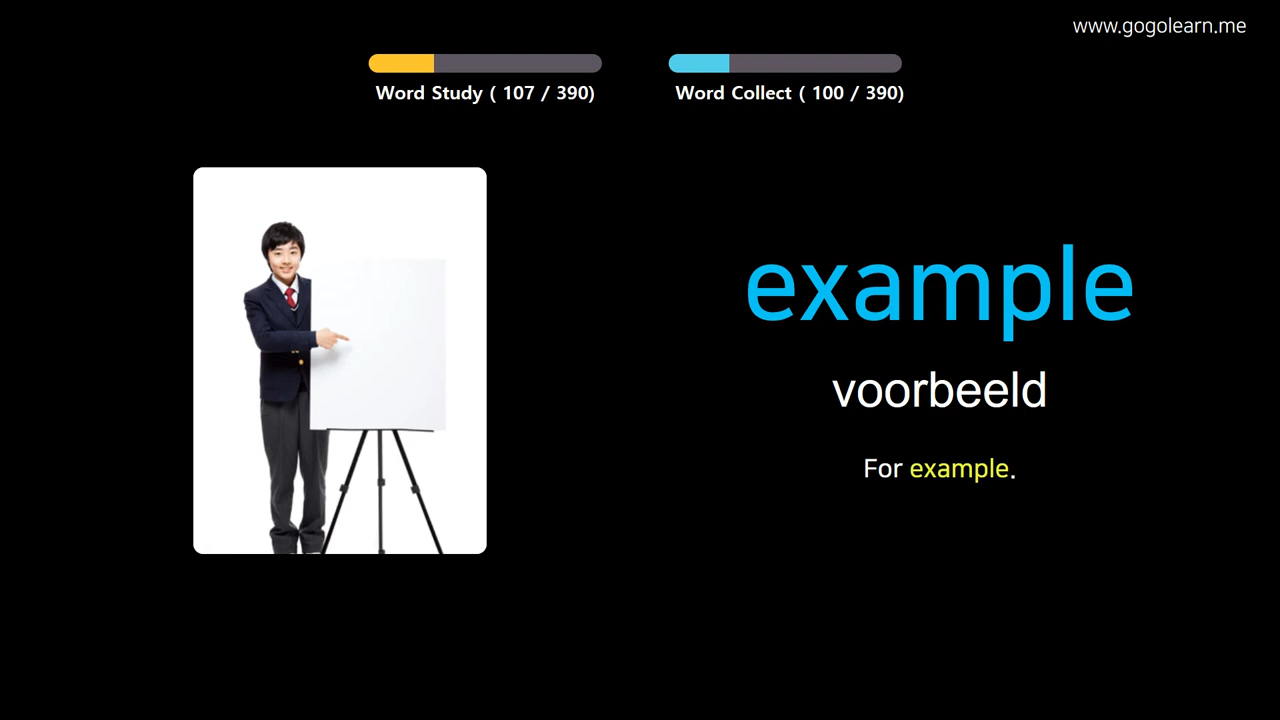 www.gogolearn.me
Word Study ( 107 / 390)
Word Collect ( 100 / 390)
example
voorbeeld
For example.